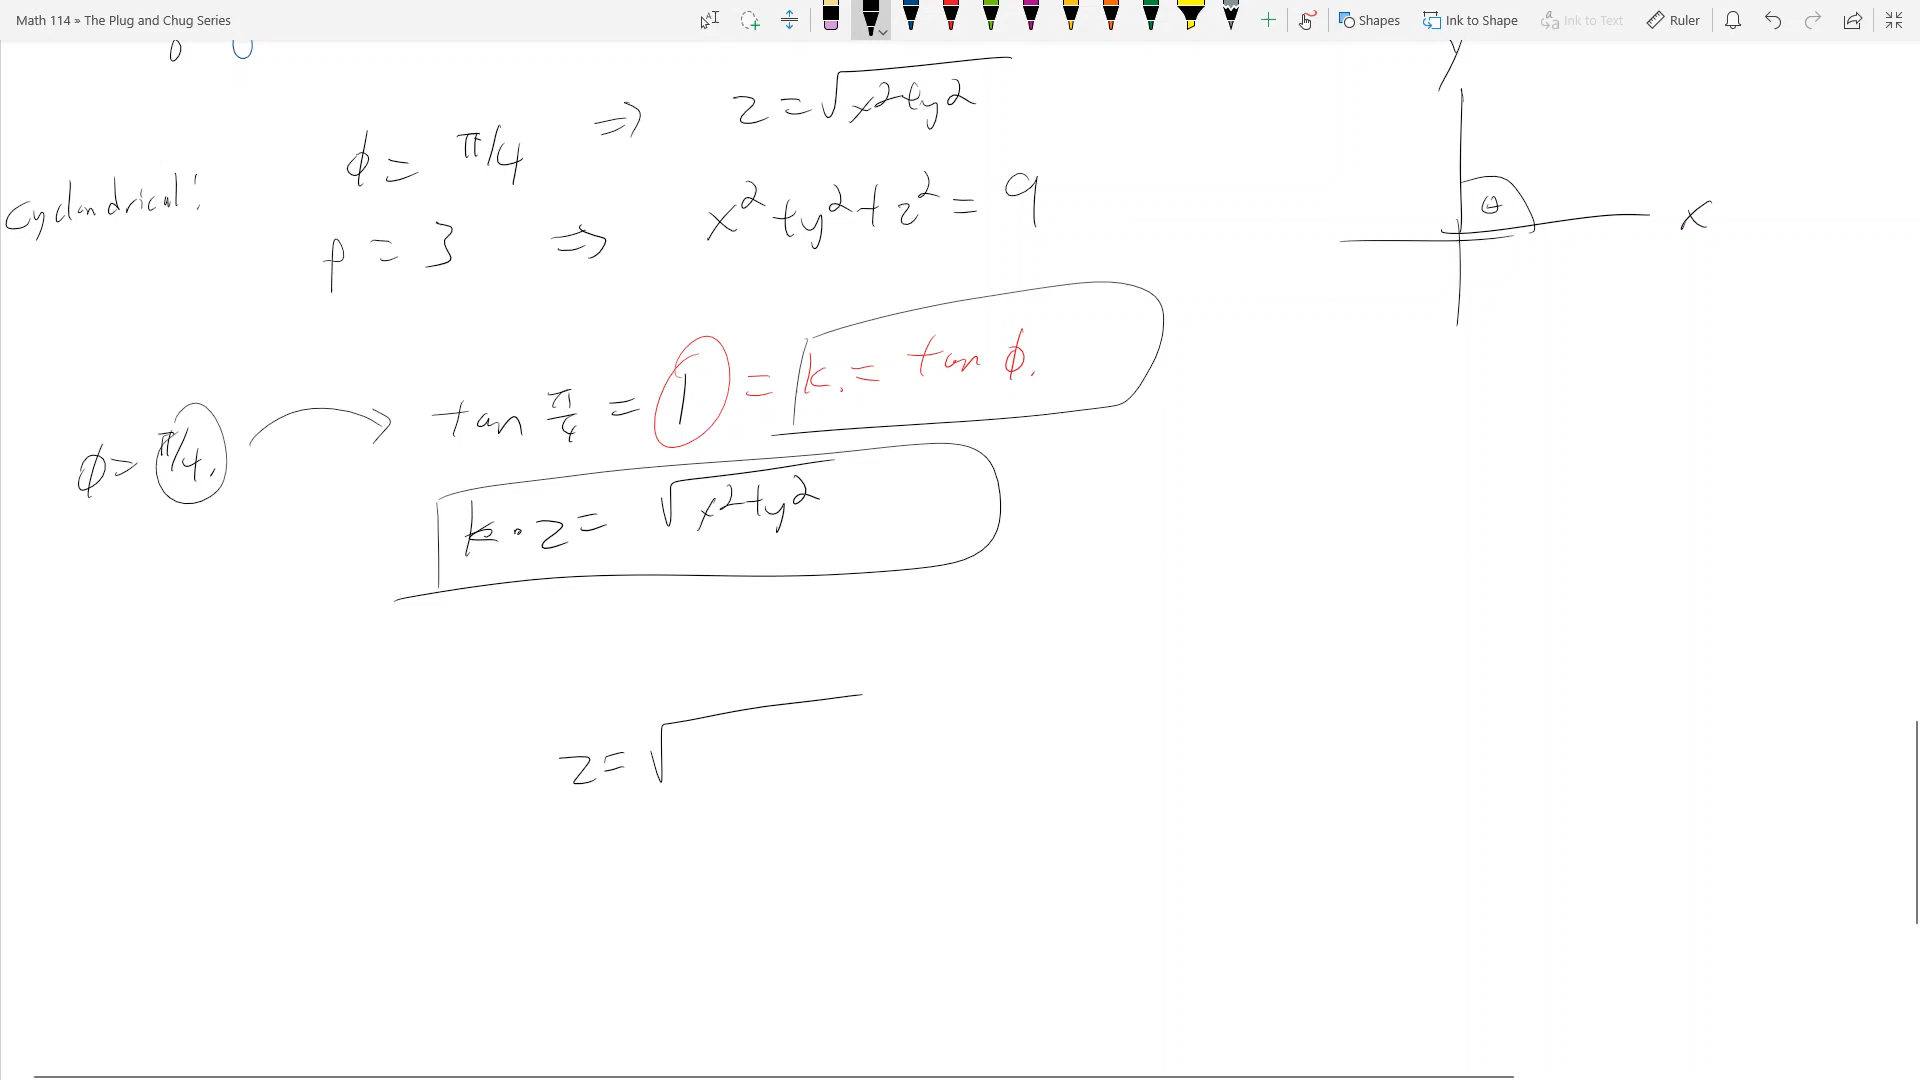 Math 114 » The Plug and Chug Series
Shapes
Ink to Shape
Ink to Text
Ruler
y
ϕ = π/4 ⇒ z = √x²+y²
Cylandrical:
ρ = 3 ⇒ x²+y²+z² = 9
θ
x
ϕ = π/4. tan π/4 = 1 = k. = tan ϕ.
k • z = √x²+y²
z = √